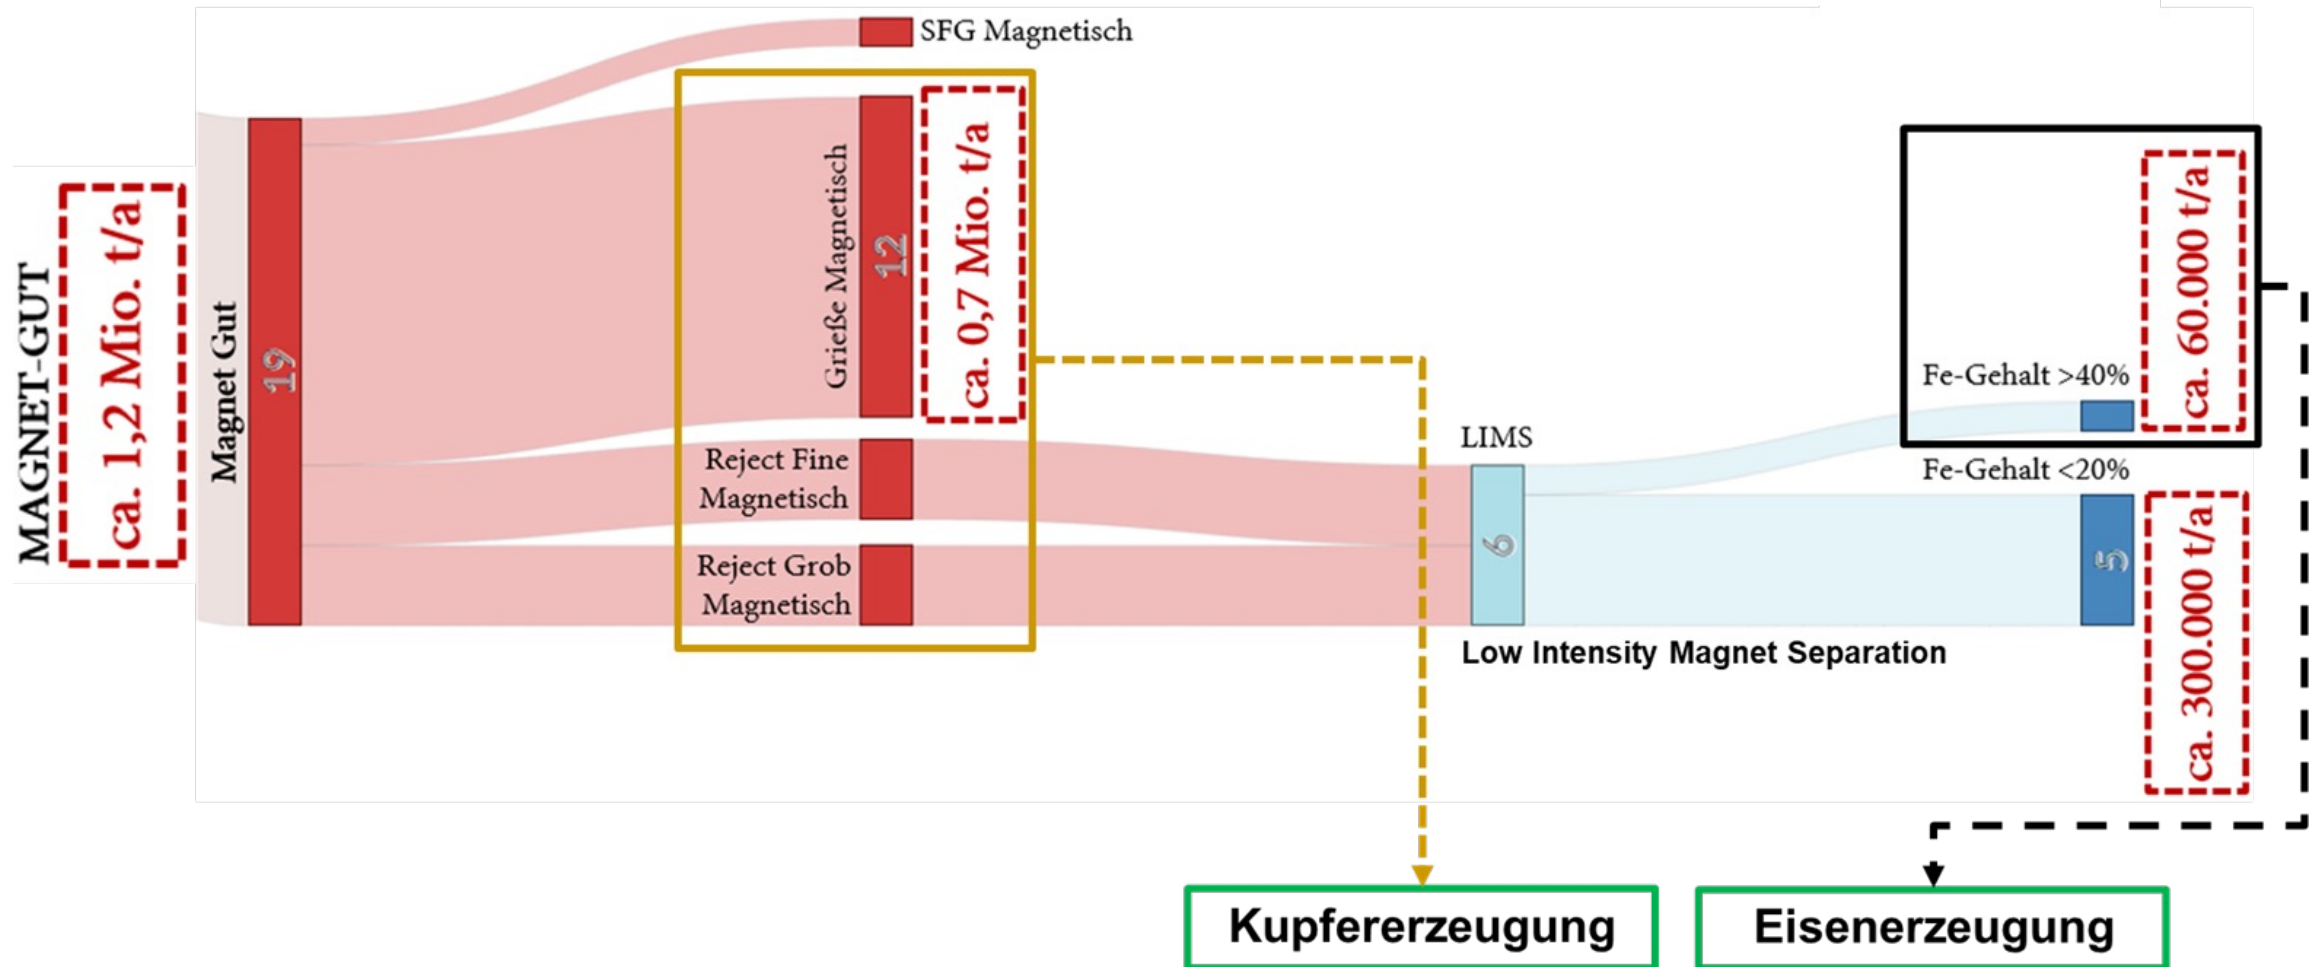 MAGNET-GUT
ca. 1,2 Mio. t/a
Magnet Gut
19
SFG Magnetisch
Grieße Magnetisch
12
ca. 0,7 Mio. t/a
Reject Fine
Magnetisch
Reject Grob
Magnetisch
LIMS
6
Low Intensity Magnet Separation
Fe-Gehalt >40%
ca. 60.000 t/a
Fe-Gehalt <20%
5
ca. 300.000 t/a
Kupfererzeugung
Eisenerzeugung